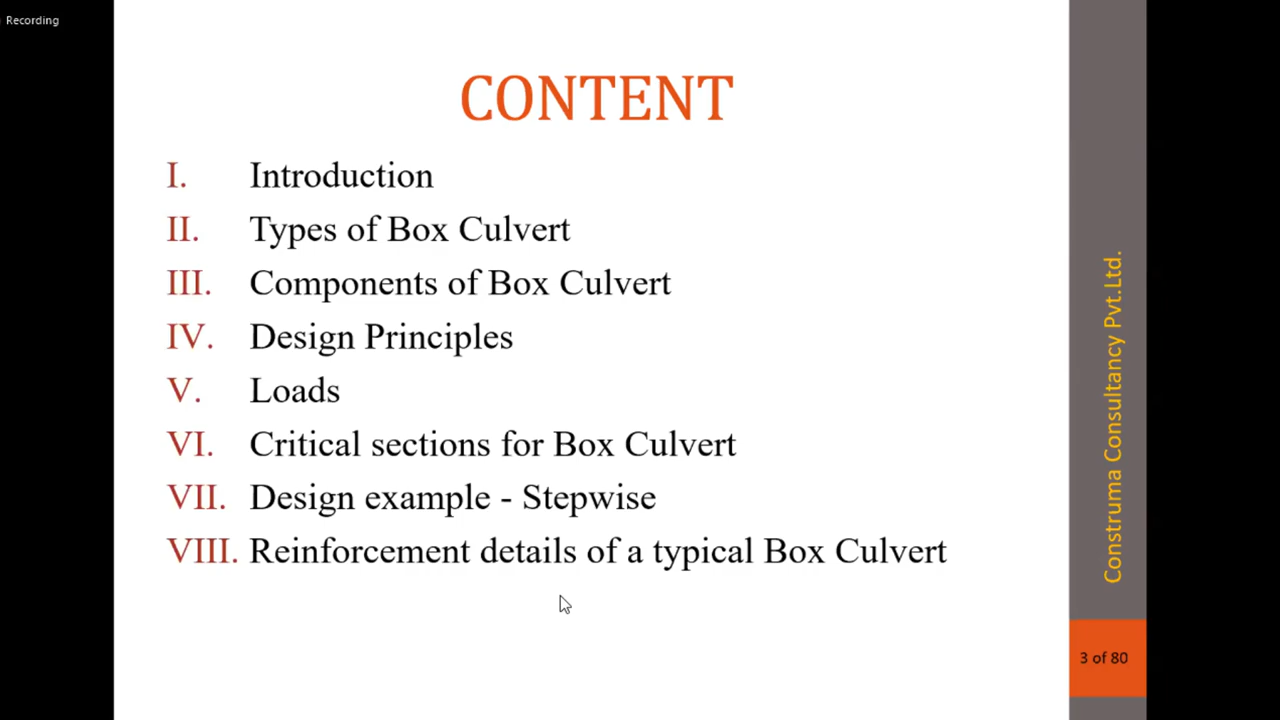 Recording
CONTENT
I. Introduction
II. Types of Box Culvert
III. Components of Box Culvert
IV. Design Principles
V. Loads
VI. Critical sections for Box Culvert
VII. Design example - Stepwise
VIII. Reinforcement details of a typical Box Culvert
Construma Consultancy Pvt.Ltd.
3 of 80